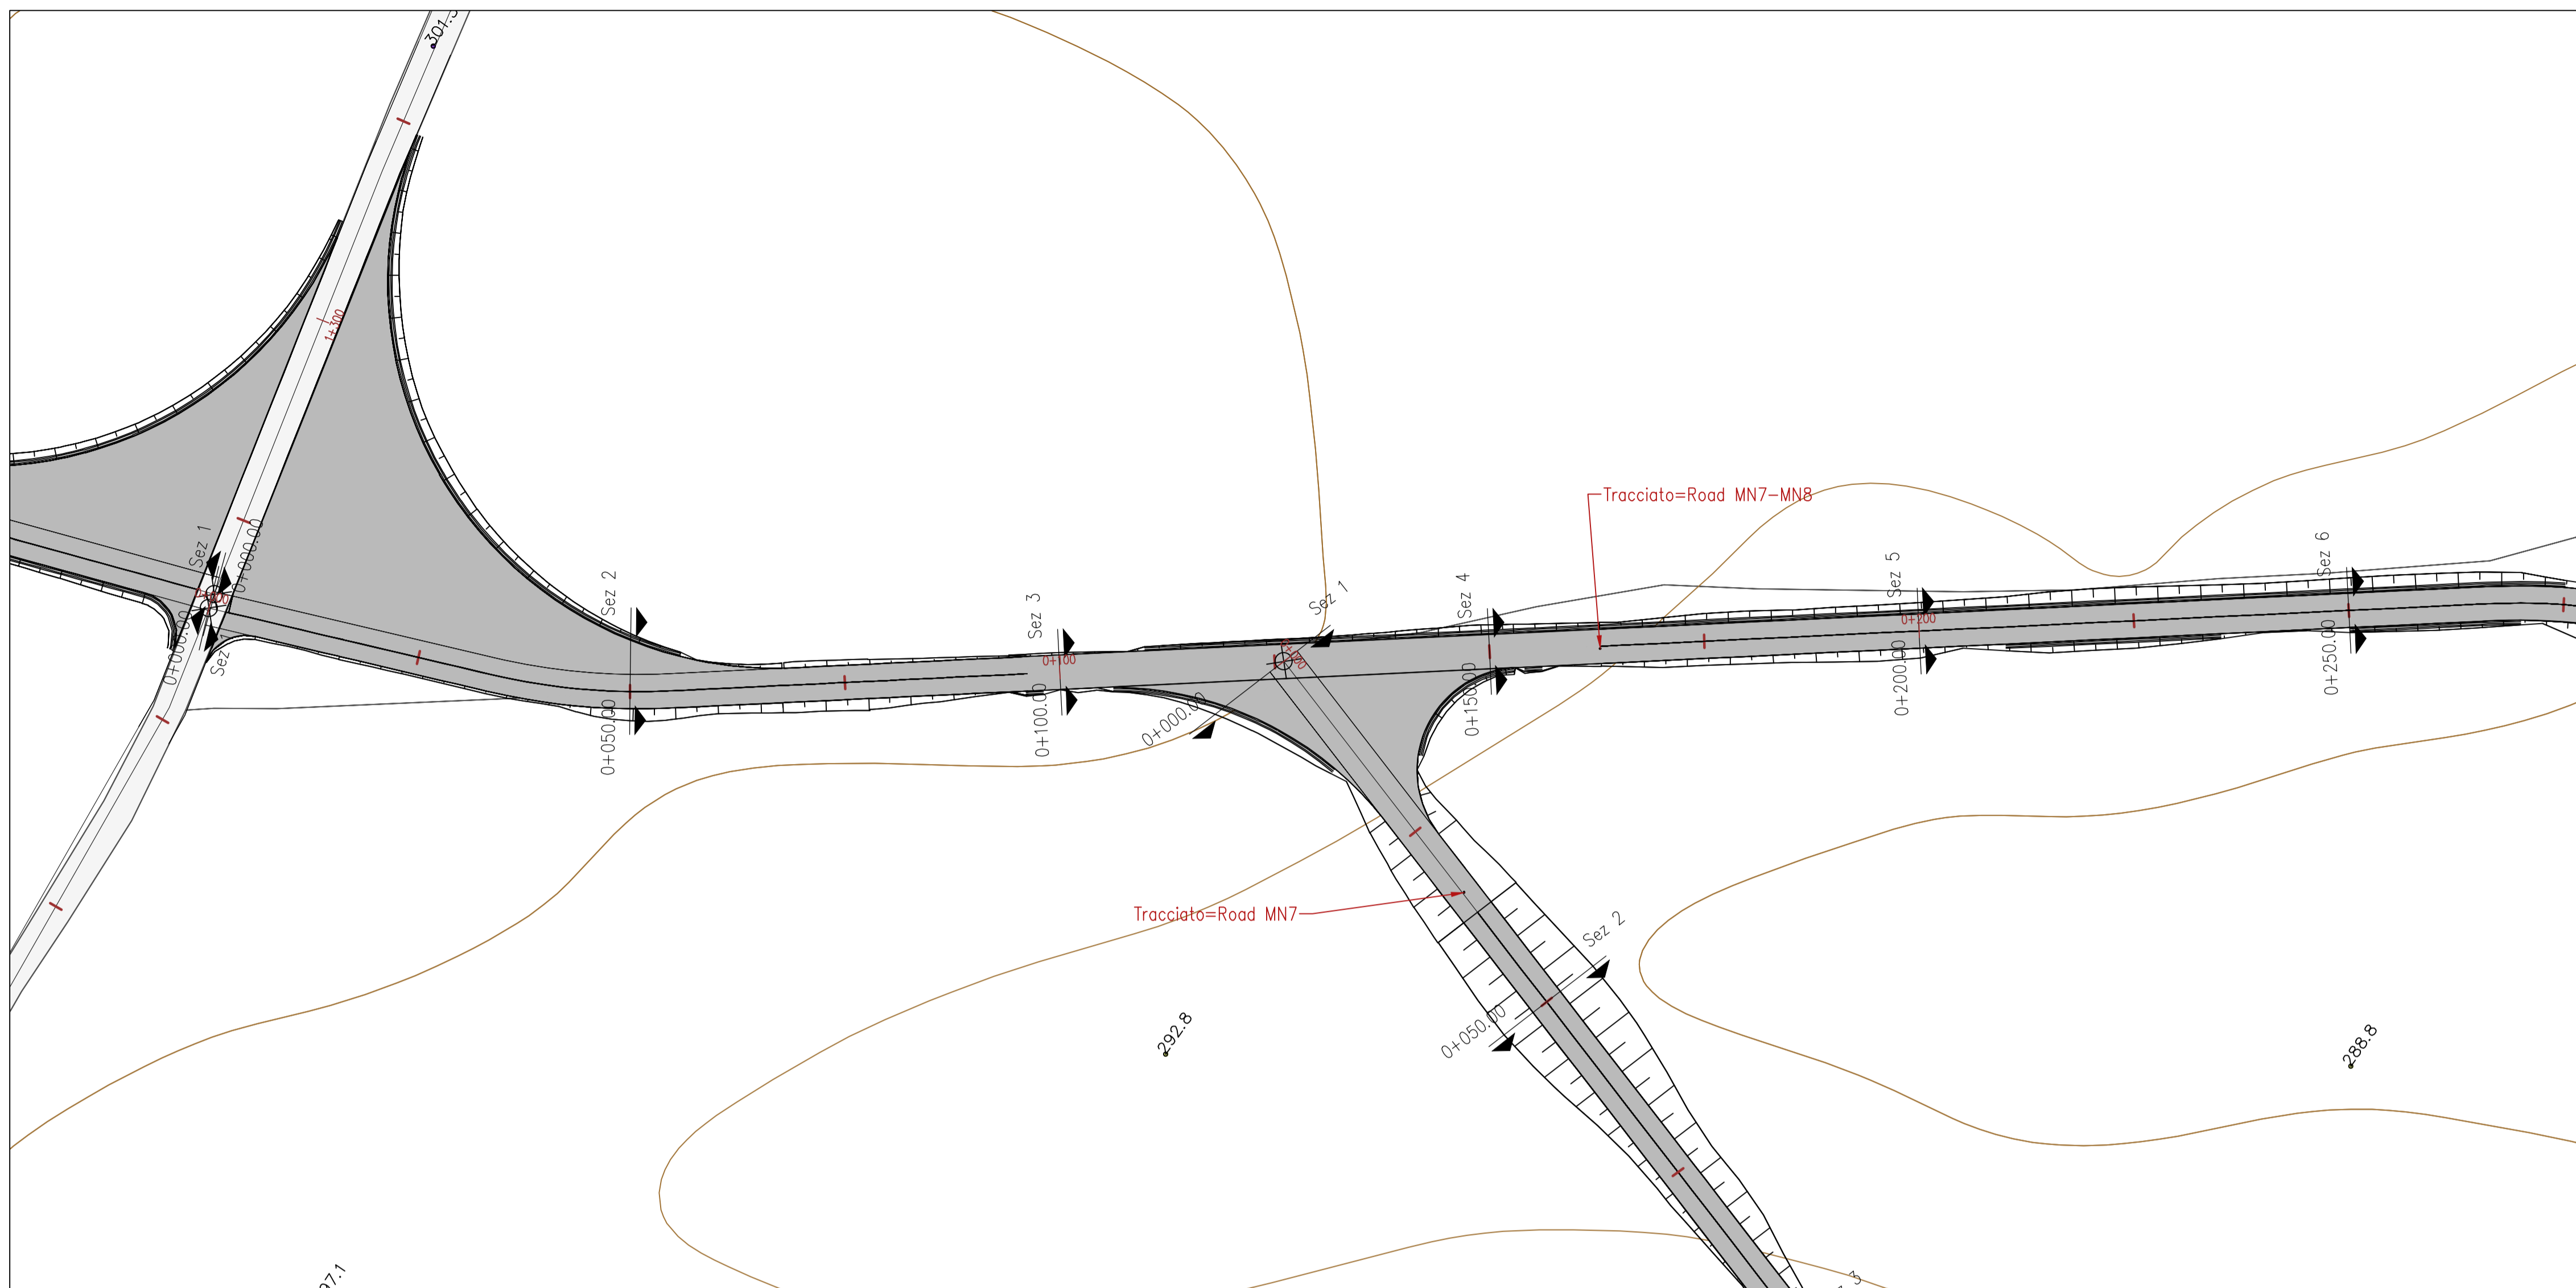 1+300
Tracciato=Road MN7-MN8
Sez 1
0+000.00
0+000.00
Sez 2
0+050.00
Sez 3
0+100
0+100.00
Sez 1
0+000.00
Sez 4
0+150.00
Sez 5
0+200
0+200.00
Sez 6
0+250.00
Tracciato=Road MN7
Sez 2
0+050.00
292.8
288.8